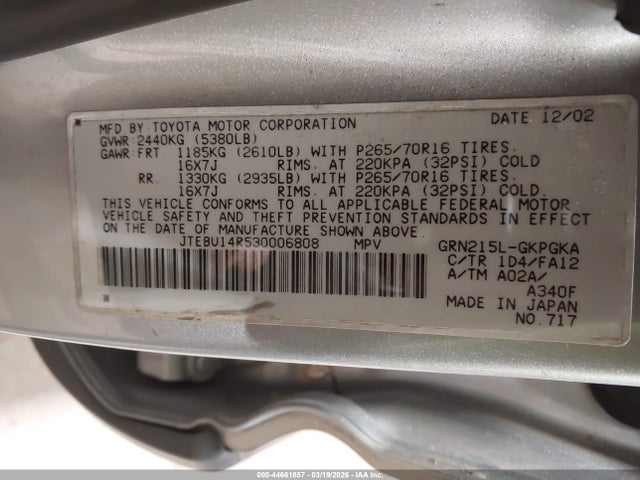 MFD BY TOYOTA MOTOR CORPORATION DATE 12/02
GVWR: 2440KG (5380LB)
GAWR: FRT 1185KG (2610LB) WITH P265/70R16 TIRES.
16X7J RIMS. AT 220KPA (32PSI) COLD
RR 1330KG (2935LB) WITH P265/70R16 TIRES.
16X7J RIMS. AT 220KPA (32PSI) COLD.
THIS VEHICLE CONFORMS TO ALL APPLICABLE FEDERAL MOTOR
VEHICLE SAFETY AND THEFT PREVENTION STANDARDS IN EFFECT
ON THE DATE OF MANUFACTURE SHOWN ABOVE.
JTEBU14R530006808 MPV GRN215L-GKPGKA
C/TR 1D4/FA12
A/TM A02A/
A340F
MADE IN JAPAN
NO.717
000-44661857 - 03/19/2026 - IAA Inc.